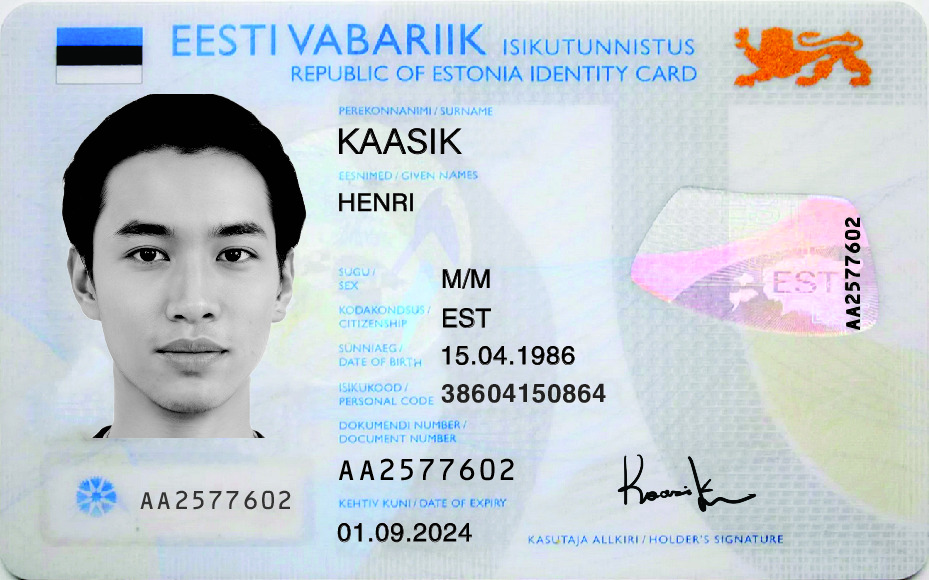 EESTI VABARIIK ISIKUTUNNISTUS
REPUBLIC OF ESTONIA IDENTITY CARD
PEREKONNANIMI / SURNAME
KAASIK
EESNIMED / GIVEN NAMES
HENRI
SUGU / SEX M/M
KODAKONDSUS / CITIZENSHIP EST
SÜNNIAEG / DATE OF BIRTH 15.04.1986
ISIKUKOOD / PERSONAL CODE 38604150864
DOKUMENDI NUMBER / DOCUMENT NUMBER
AA2577602
KEHTIV KUNI / DATE OF EXPIRY
01.09.2024
AA2577602
EST
AA2577602
Kaasik
KASUTAJA ALLKIRI / HOLDER'S SIGNATURE